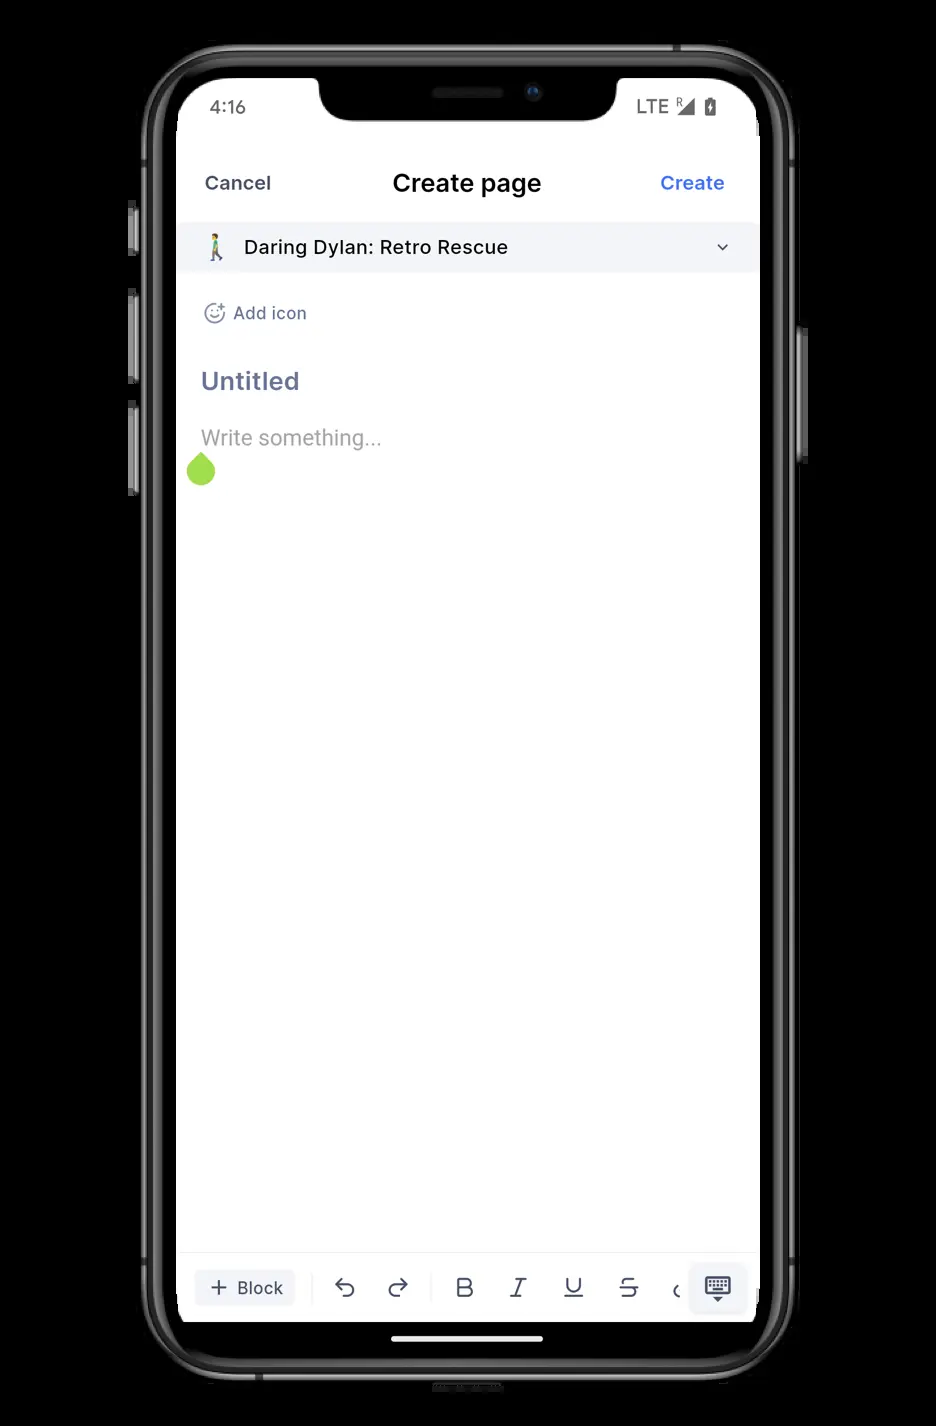 4:16
LTE R
Cancel
Create page
Create
Daring Dylan: Retro Rescue
Add icon
Untitled
Write something...
+ Block
B
I
U
S